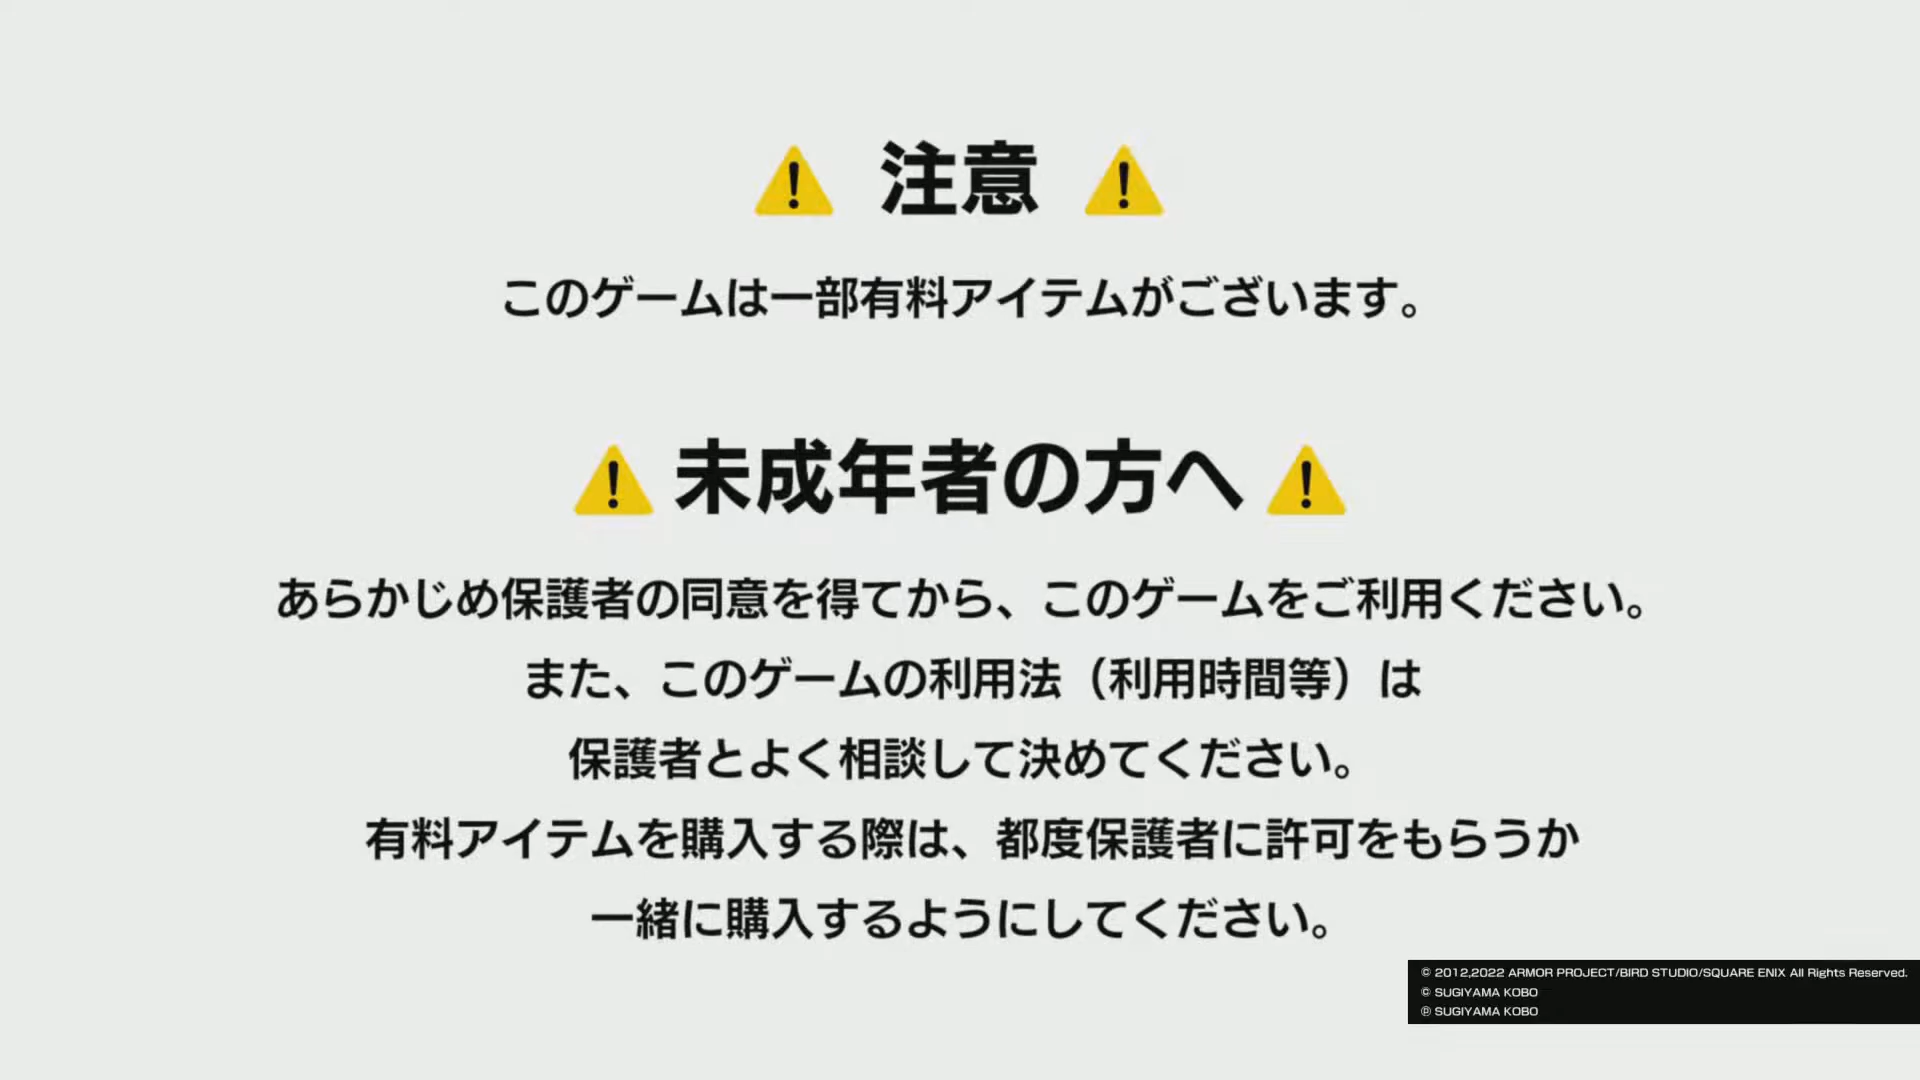 ⚠ 注意 ⚠
このゲームは一部有料アイテムがございます。
⚠ 未成年者の方へ ⚠
あらかじめ保護者の同意を得てから、このゲームをご利用ください。
また、このゲームの利用法（利用時間等）は
保護者とよく相談して決めてください。
有料アイテムを購入する際は、都度保護者に許可をもらうか
一緒に購入するようにしてください。
© 2012,2022 ARMOR PROJECT/BIRD STUDIO/SQUARE ENIX All Rights Reserved.
© SUGIYAMA KOBO
℗ SUGIYAMA KOBO